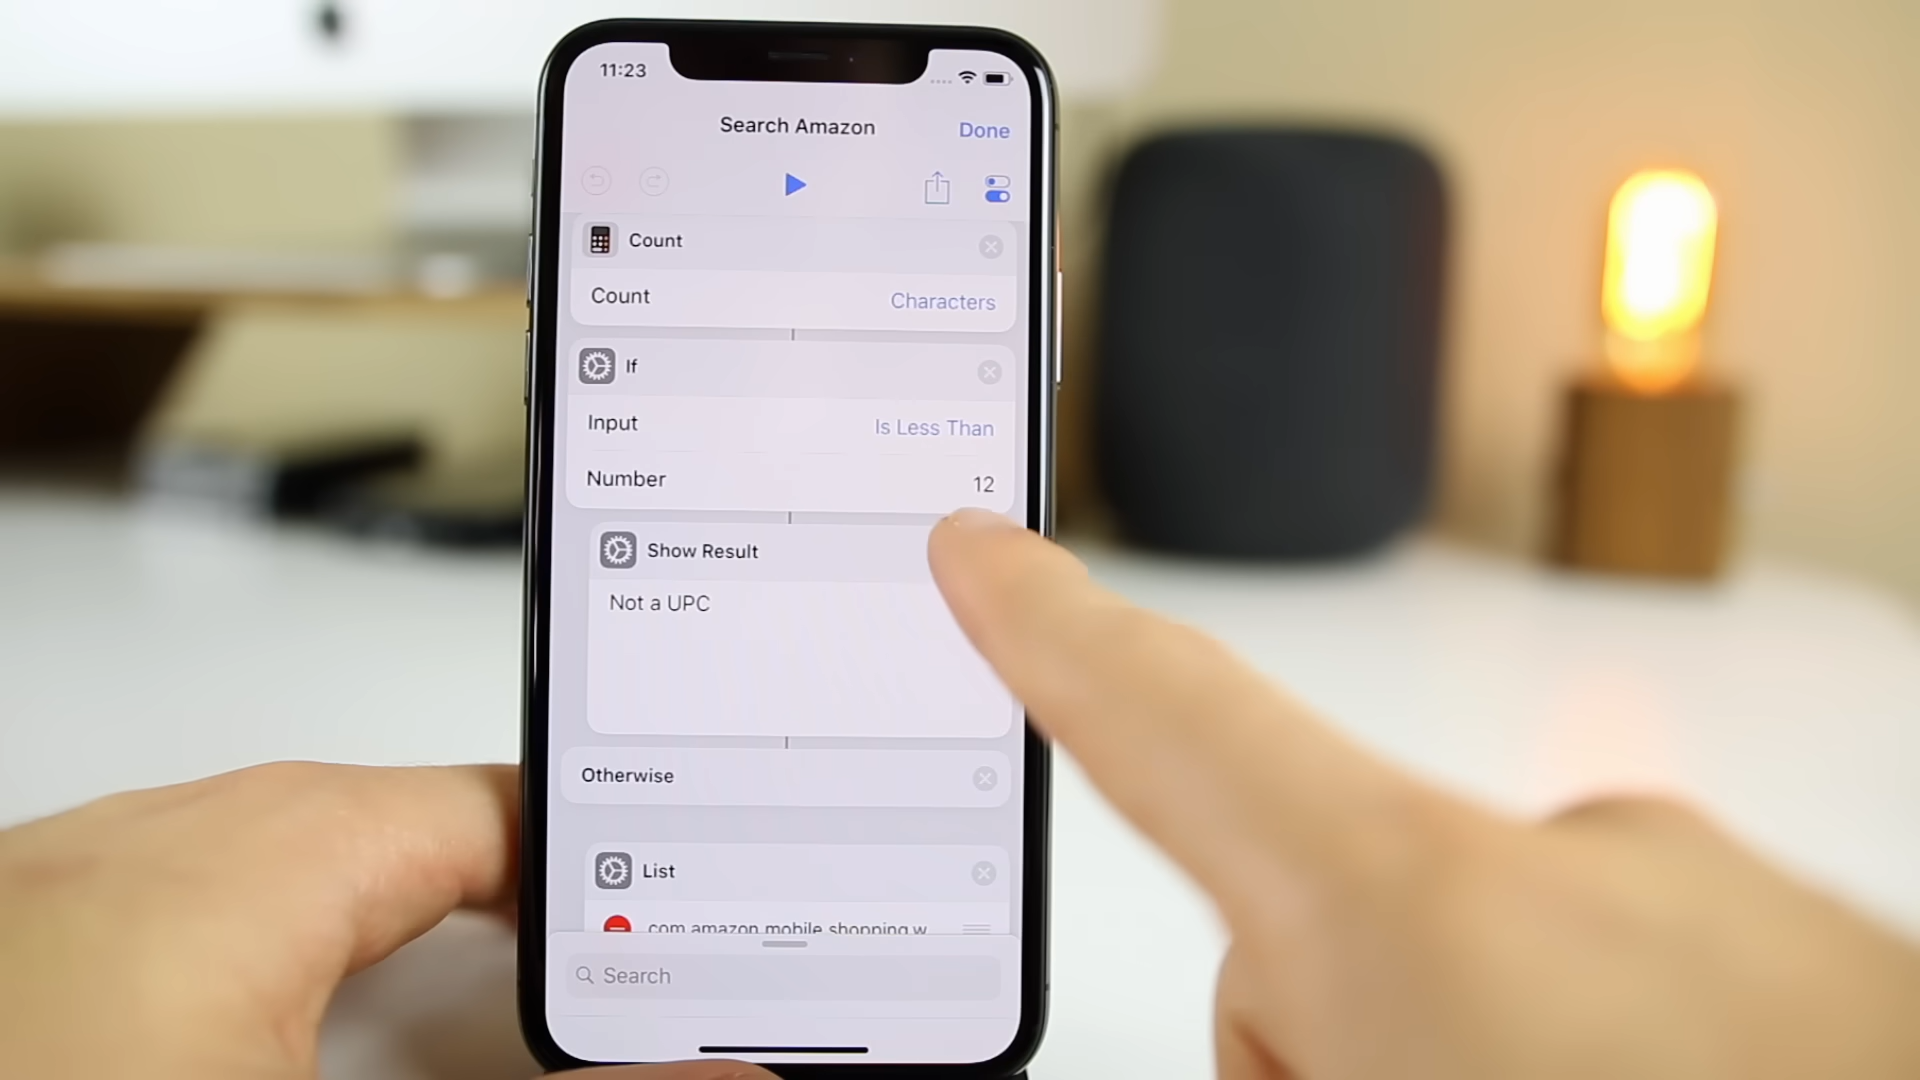 11:23
Search Amazon
Done
Count
Count
Characters
If
Input
Is Less Than
Number
12
Show Result
Not a UPC
Otherwise
List
com.amazon.mobile.shopping.w
Search